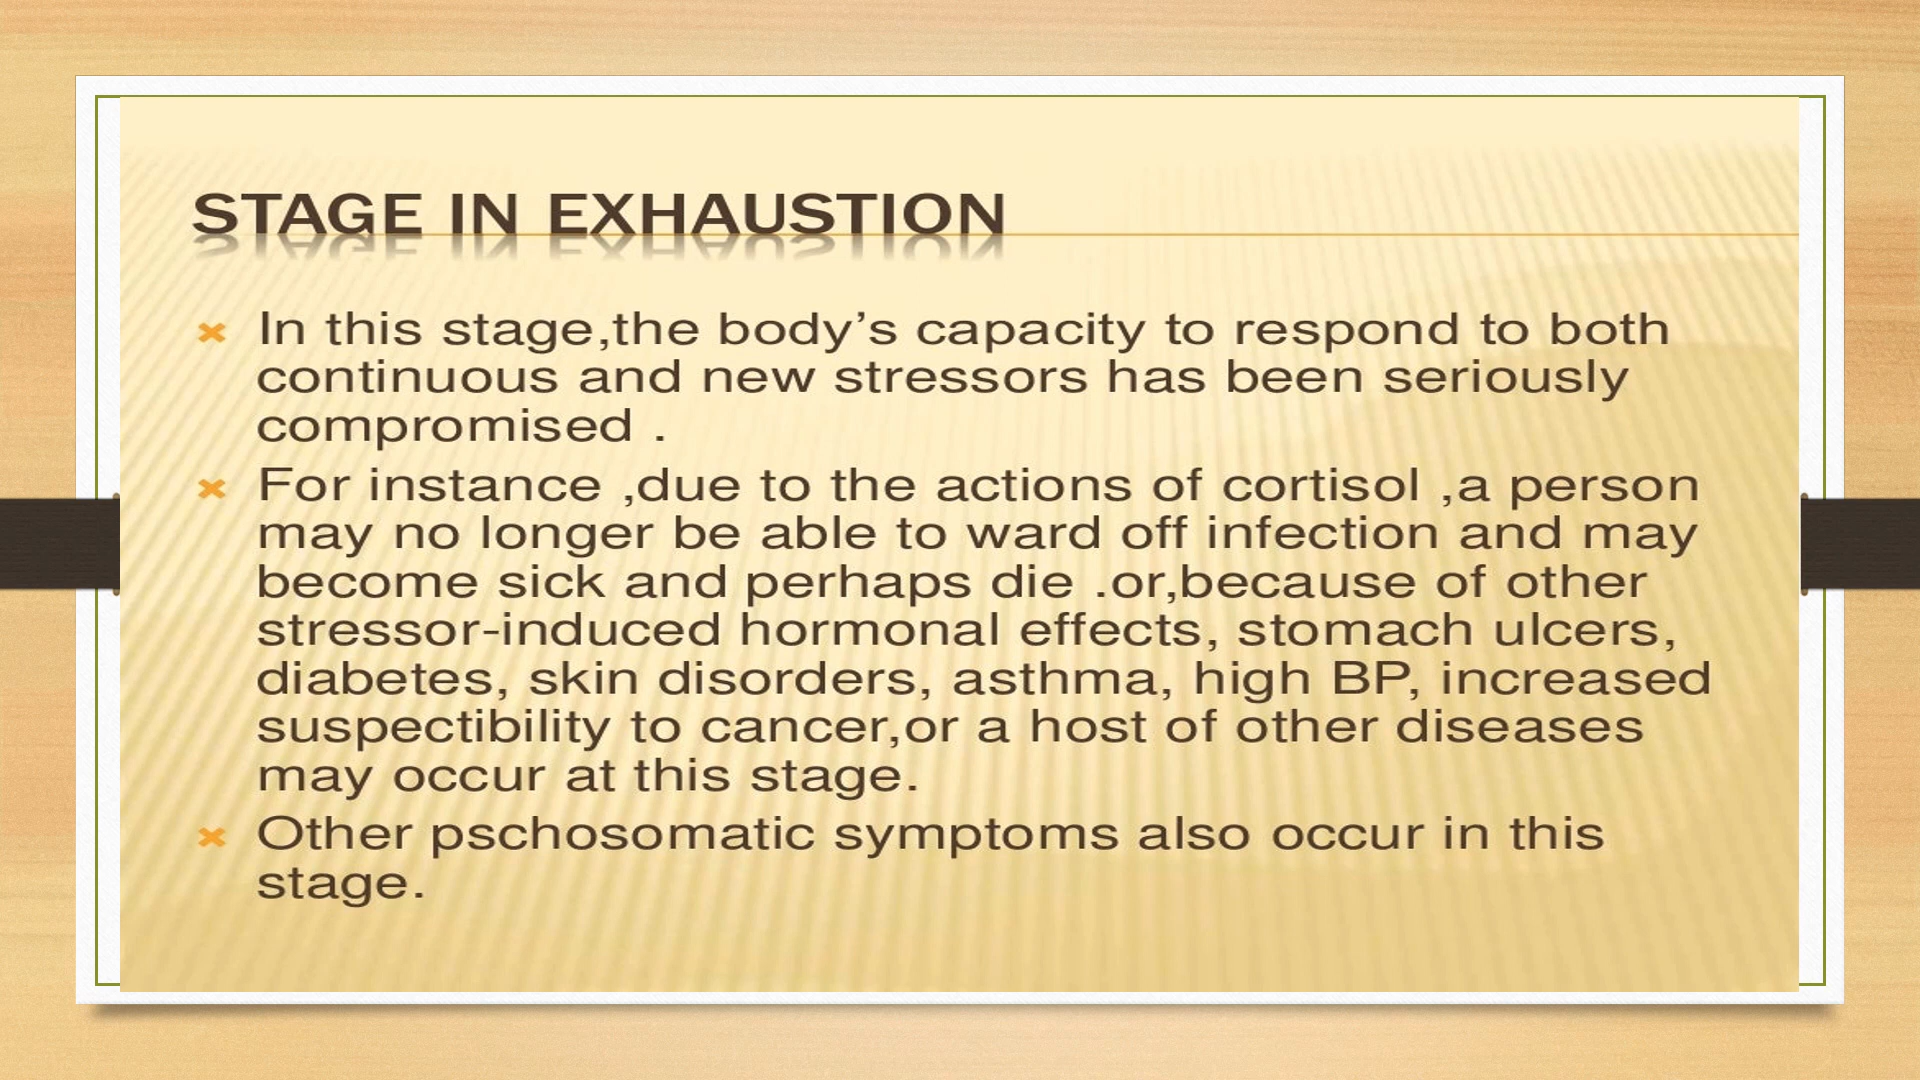 STAGE IN EXHAUSTION
In this stage,the body’s capacity to respond to both
continuous and new stressors has been seriously
compromised .
For instance ,due to the actions of cortisol ,a person
may no longer be able to ward off infection and may
become sick and perhaps die .or,because of other
stressor-induced hormonal effects, stomach ulcers,
diabetes, skin disorders, asthma, high BP, increased
suspectibility to cancer,or a host of other diseases
may occur at this stage.
Other pschosomatic symptoms also occur in this
stage.